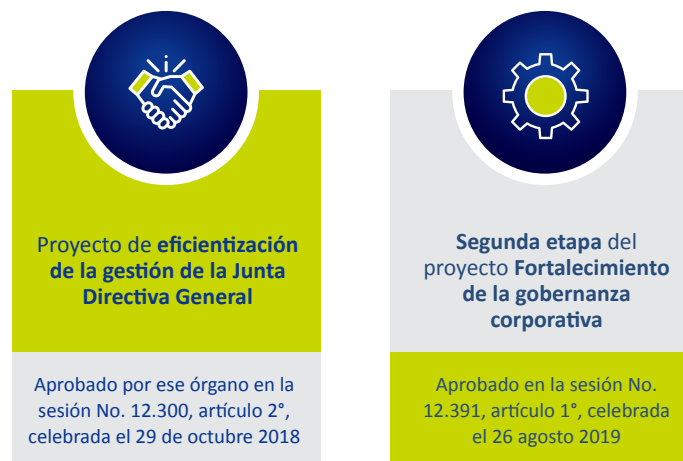 Proyecto de eficientización
de la gestión de la Junta
Directiva General
Aprobado por ese órgano en la
sesión No. 12.300, artículo 2°,
celebrada el 29 de octubre 2018
Segunda etapa del
proyecto Fortalecimiento
de la gobernanza
corporativa
Aprobado en la sesión No.
12.391, artículo 1°, celebrada
el 26 agosto 2019